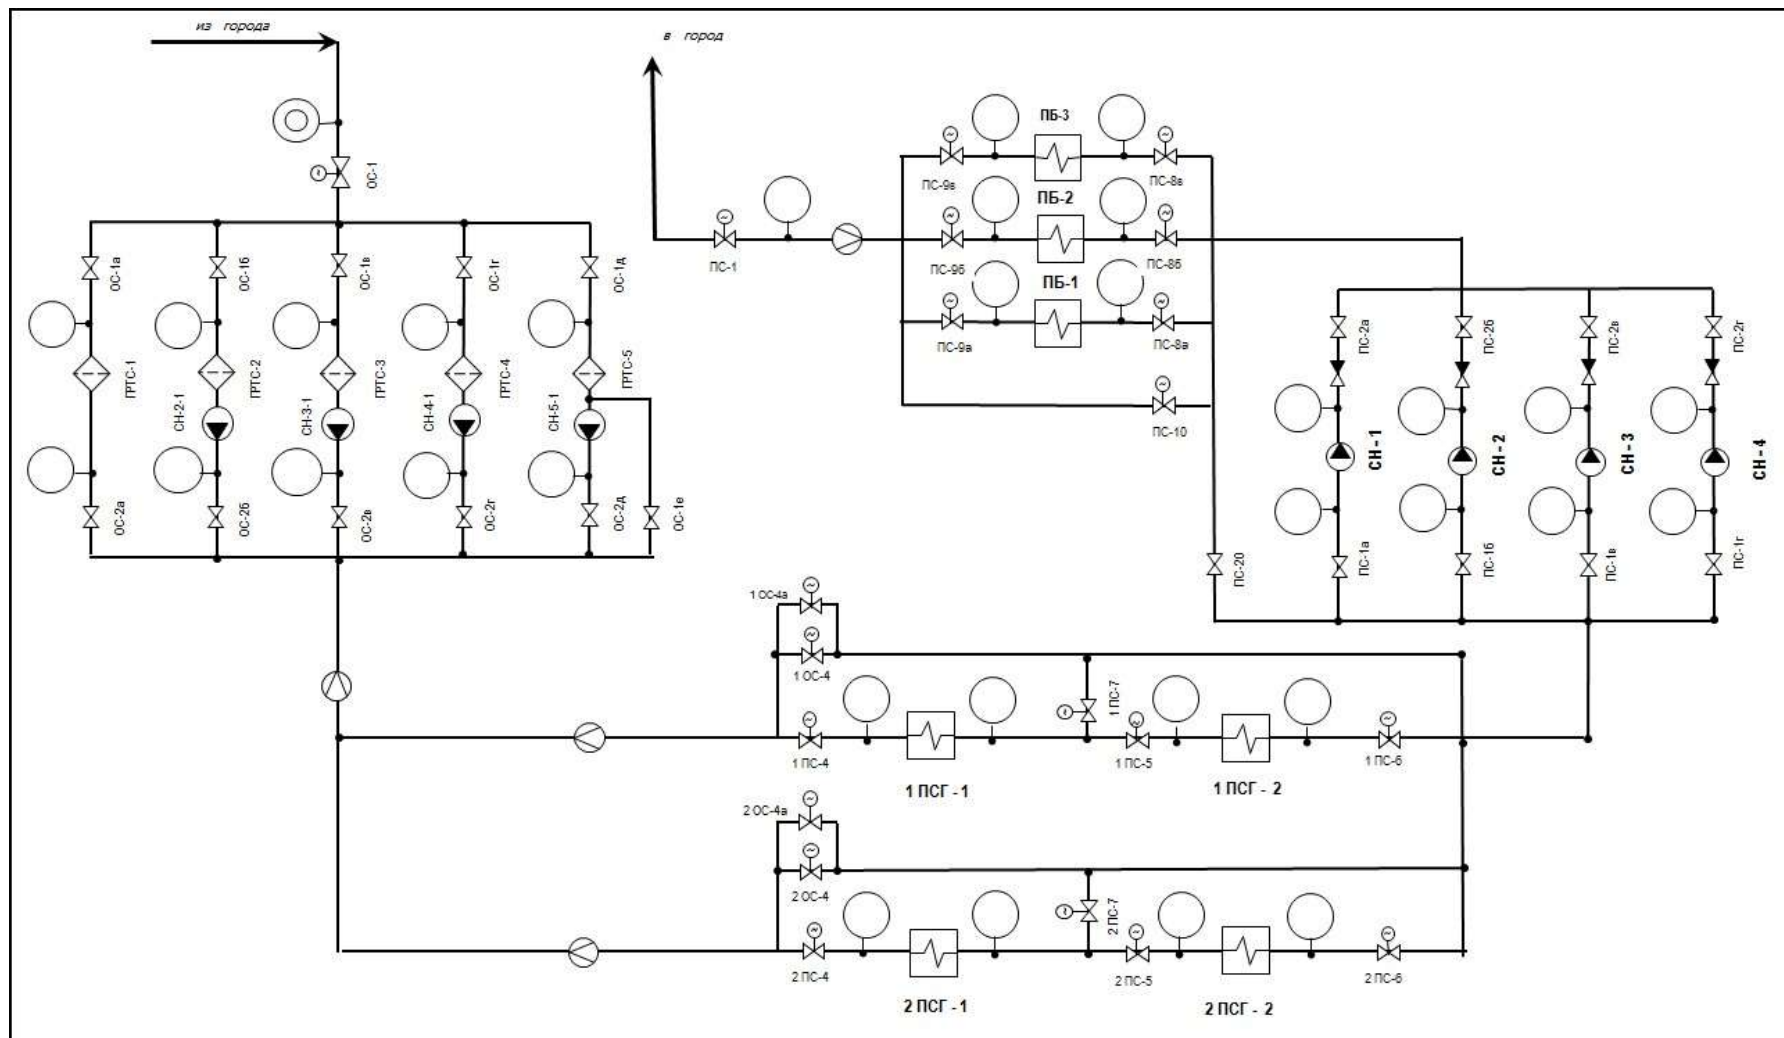 из города
в город
ОС-1
ОС-1а
ОС-1б
ОС-1в
ОС-1г
ОС-1д
ГРТС-1
ГРТС-2
ГРТС-3
ГРТС-4
ГРТС-5
СН-2-1
СН-3-1
СН-4-1
СН-5-1
ОС-2а
ОС-2б
ОС-2в
ОС-2г
ОС-2д
ОС-1е
ПС-1
ПБ-3
ПС-9в
ПС-8в
ПБ-2
ПС-9б
ПС-8б
ПБ-1
ПС-9а
ПС-8а
ПС-10
ПС-20
ПС-2а
ПС-2б
ПС-2в
ПС-2г
СН - 1
СН - 2
СН - 3
СН - 4
ПС-1а
ПС-1б
ПС-1в
ПС-1г
1 ОС-4а
1 ОС-4
1 ПС-7
1 ПС-4
1 ПС-5
1 ПС-6
1 ПСГ - 1
1 ПСГ - 2
2 ОС-4а
2 ОС-4
2 ПС-7
2 ПС-4
2 ПС-5
2 ПС-6
2 ПСГ - 1
2 ПСГ - 2